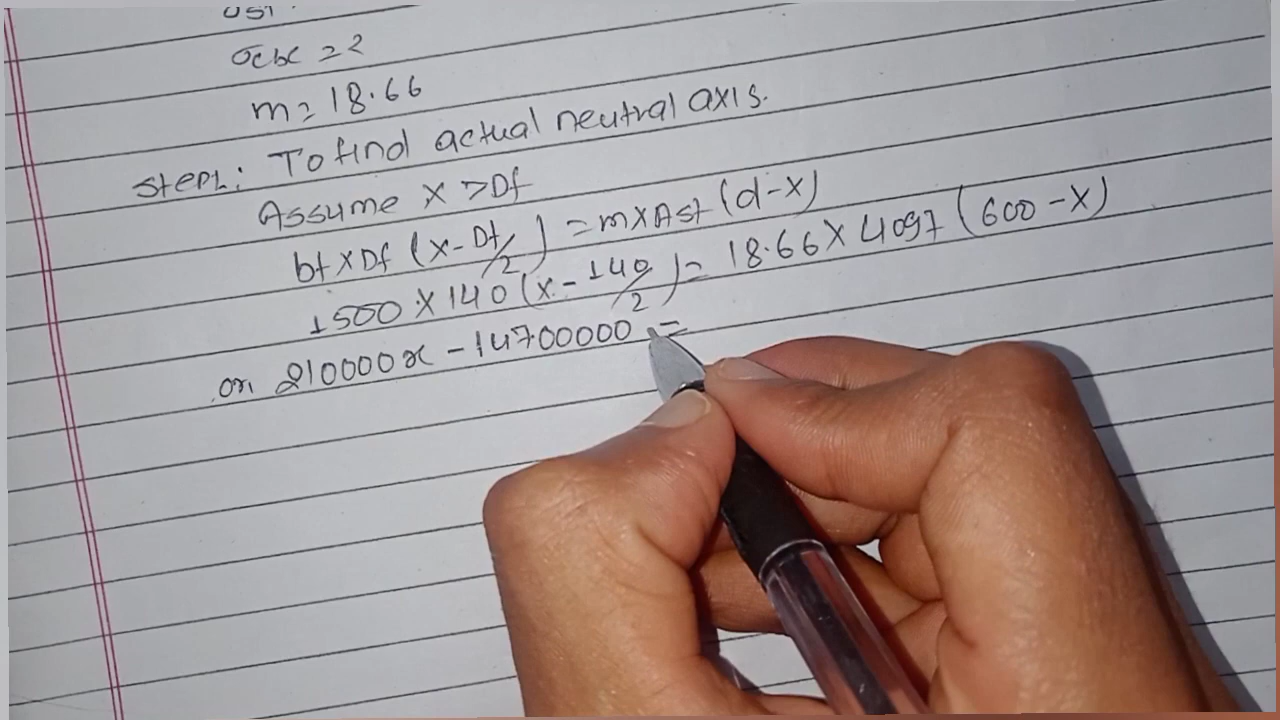 σcbc = ?
m = 18.66
Step1: To find actual neutral axis.
Assume x > Df
bf x Df (x - Df/2) = m x Ast (d-x)
1500 x 140 (x - 140/2) = 18.66 x 4097 (600 - x)
or, 210000x - 14700000 =